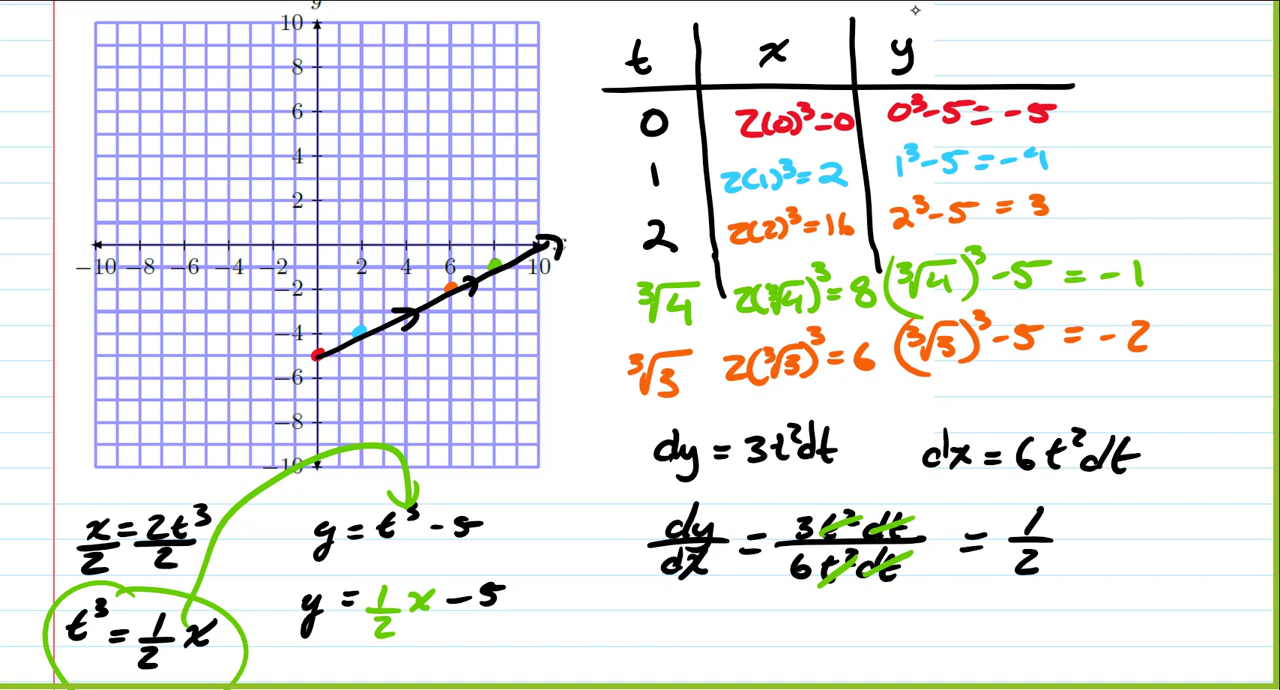 y
10
8
6
4
2
−10 −8 −6 −4 −2 2 4 6 10
−2
−4
−6
−8
−10
t x y
0 2(0)³=0 0³-5=-5
1 2(1)³=2 1³-5=-4
2 2(2)³=16 2³-5=3
∛4 2(∛4)³=8 (∛4)³-5=-1
∛3 2(∛3)³=6 (∛3)³-5=-2
dy=3t²dt dx=6t²dt
dy/dx = 3t²dt/6t²dt = 1/2
x/2=2t³/2 y=t³-5
t³=1/2 x y=1/2 x-5